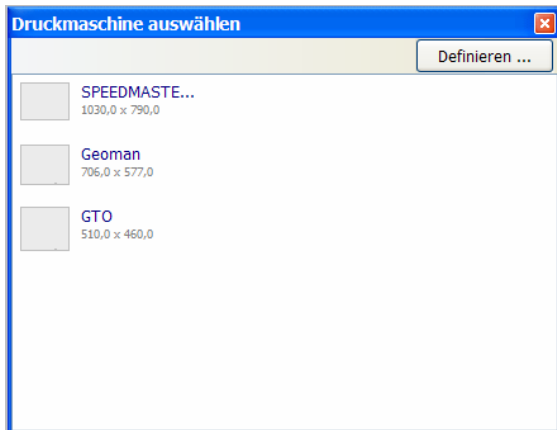 Druckmaschine auswählen
Definieren ...
SPEEDMASTE...
1030,0 x 790,0
Geoman
706,0 x 577,0
GTO
510,0 x 460,0